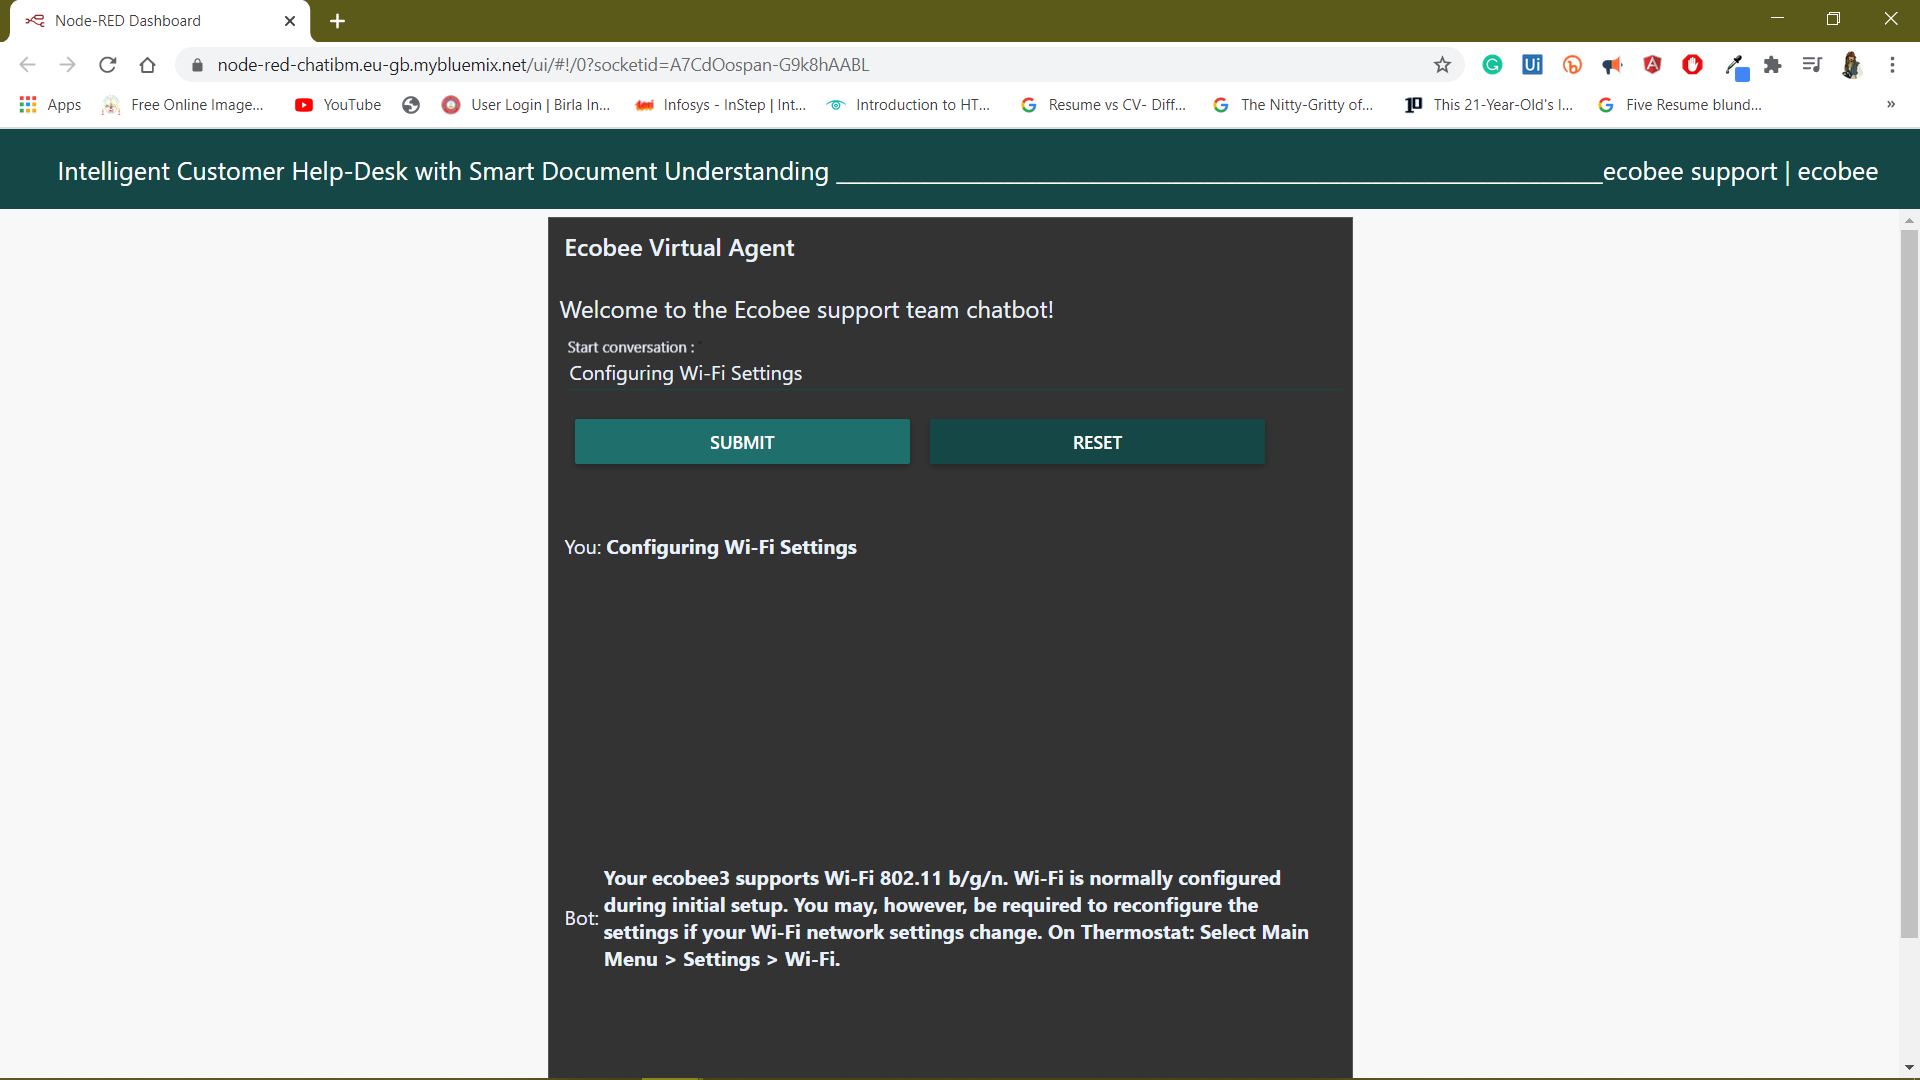 Node-RED Dashboard
node-red-chatibm.eu-gb.mybluemix.net/ui/#!/0?socketid=A7CdOospan-G9k8hAABL
Apps Free Online Image... YouTube User Login | Birla In... Infosys - InStep | Int... Introduction to HT... Resume vs CV- Diff... The Nitty-Gritty of... This 21-Year-Old's I... Five Resume blund... »
Intelligent Customer Help-Desk with Smart Document Understanding ____________________________________________________________ecobee support | ecobee
Ecobee Virtual Agent
Welcome to the Ecobee support team chatbot!
Start conversation :
Configuring Wi-Fi Settings
SUBMIT RESET
You: Configuring Wi-Fi Settings
Your ecobee3 supports Wi-Fi 802.11 b/g/n. Wi-Fi is normally configured
during initial setup. You may, however, be required to reconfigure the
Bot: settings if your Wi-Fi network settings change. On Thermostat: Select Main
Menu > Settings > Wi-Fi.